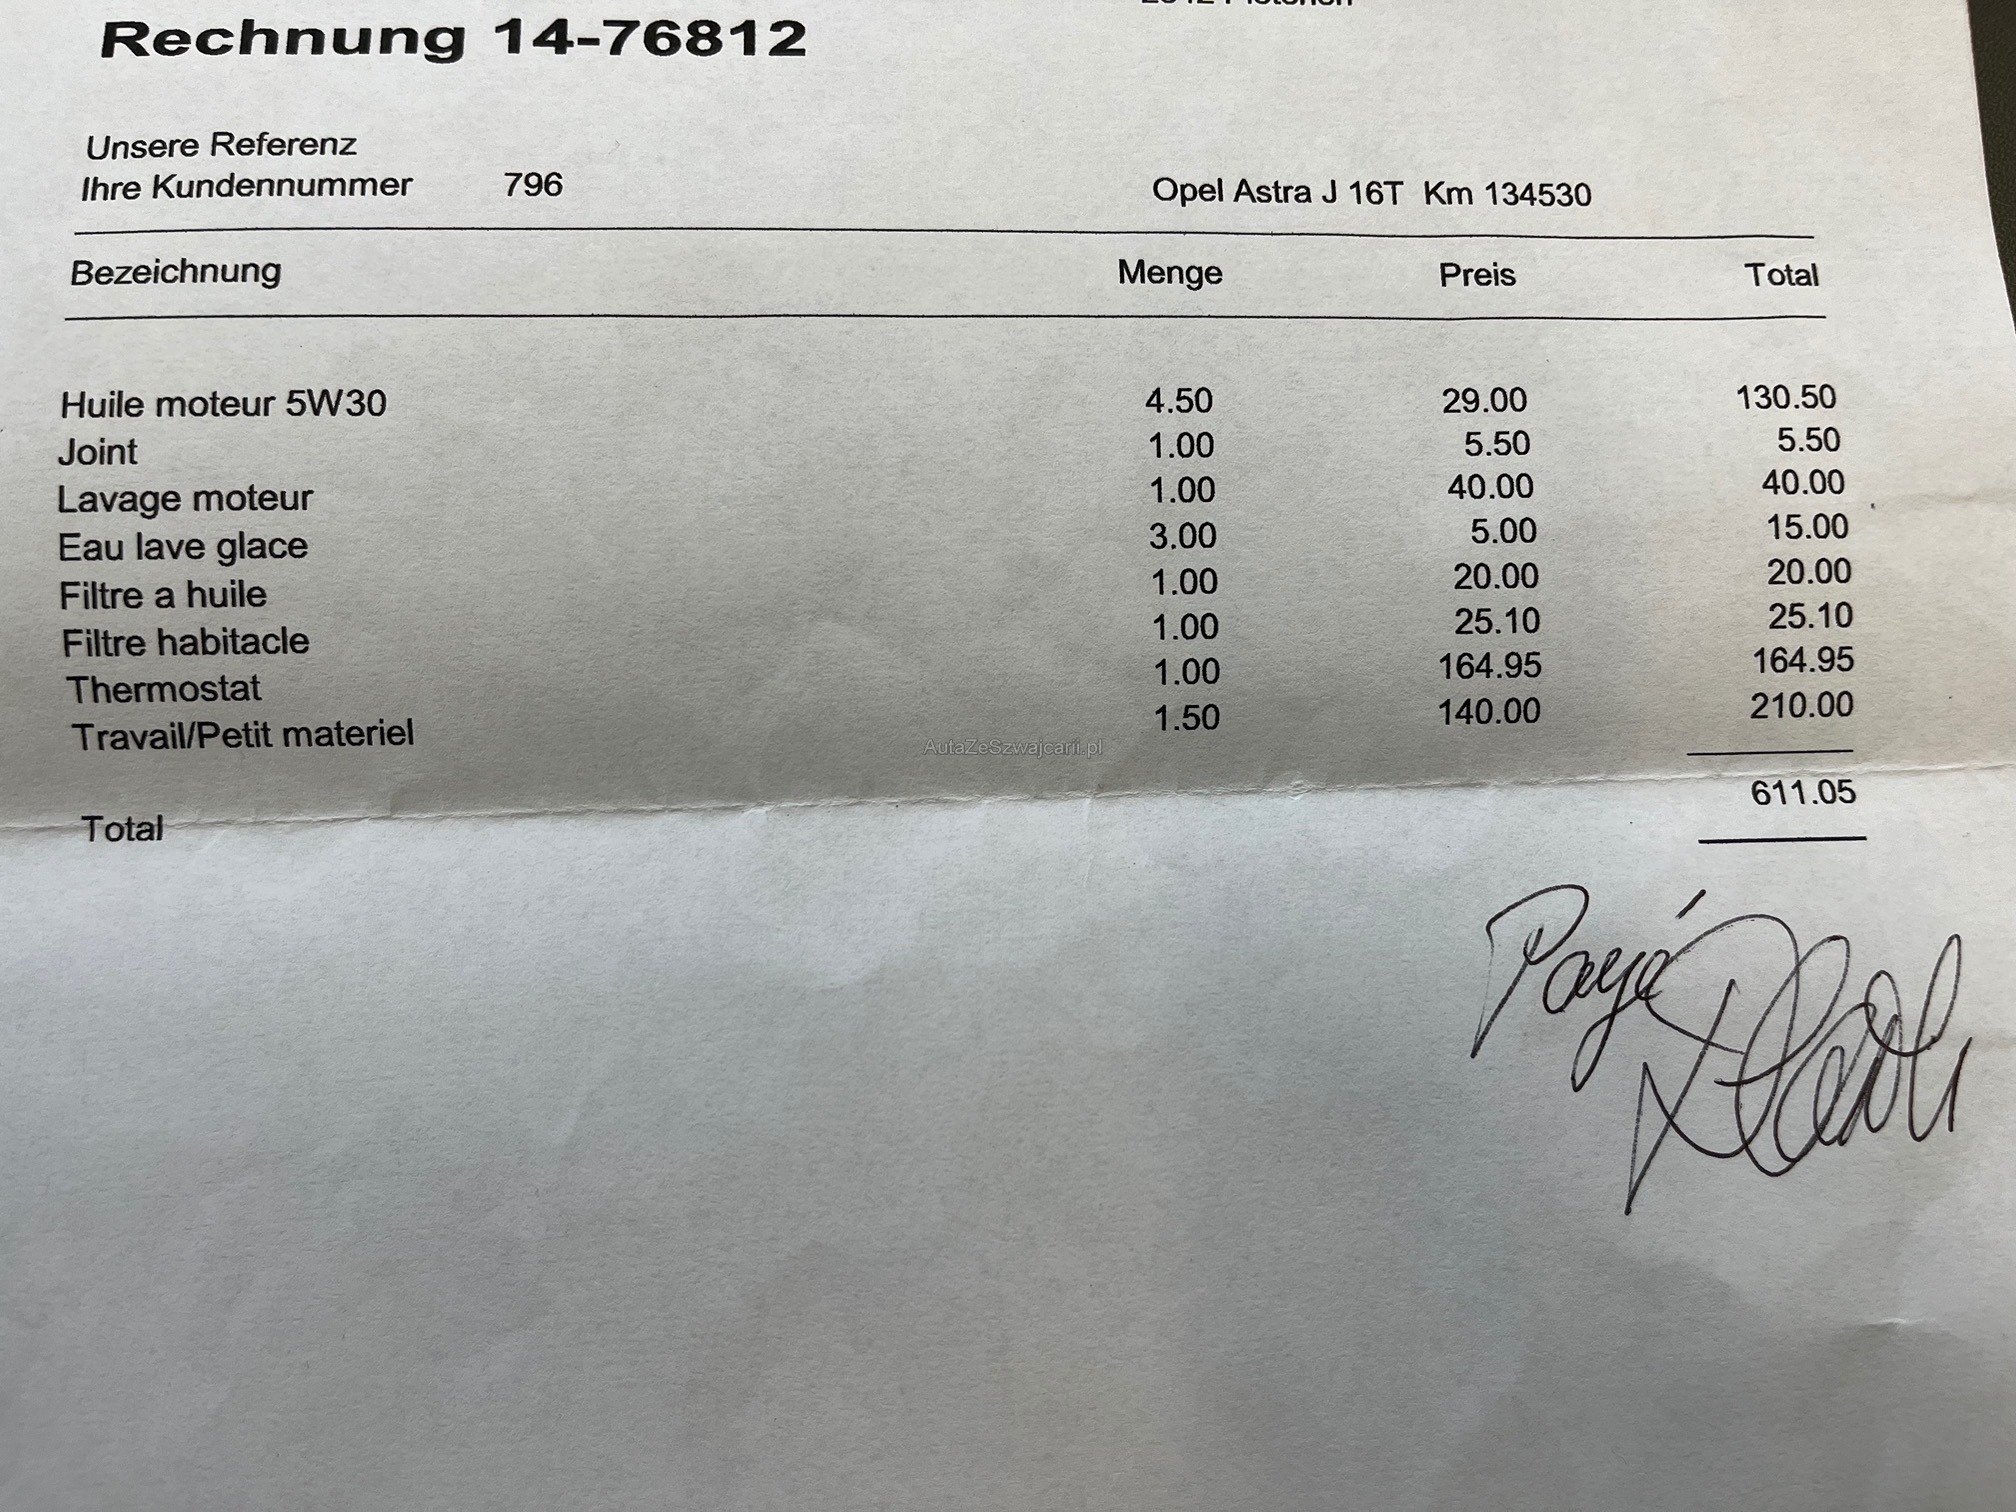 Rechnung 14-76812
Unsere Referenz
Ihre Kundennummer 796 Opel Astra J 16T Km 134530
Bezeichnung Menge Preis Total
Huile moteur 5W30 4.50 29.00 130.50
Joint 1.00 5.50 5.50
Lavage moteur 1.00 40.00 40.00
Eau lave glace 3.00 5.00 15.00
Filtre a huile 1.00 20.00 20.00
Filtre habitacle 1.00 25.10 25.10
Thermostat 1.00 164.95 164.95
Travail/Petit materiel 1.50 140.00 210.00
AutaZeSzwajcarii.pl
Total 611.05
Payé